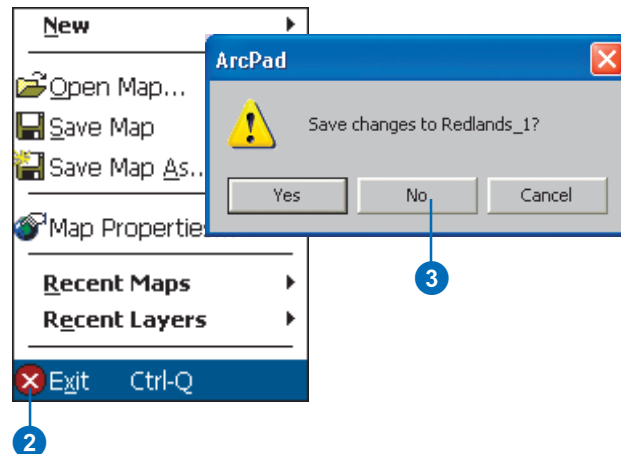 New
Open Map...
Save Map
Save Map As..
Map Propertie
Recent Maps
Recent Layers
Exit Ctrl-Q
2
ArcPad
Save changes to Redlands_1?
Yes No Cancel
3